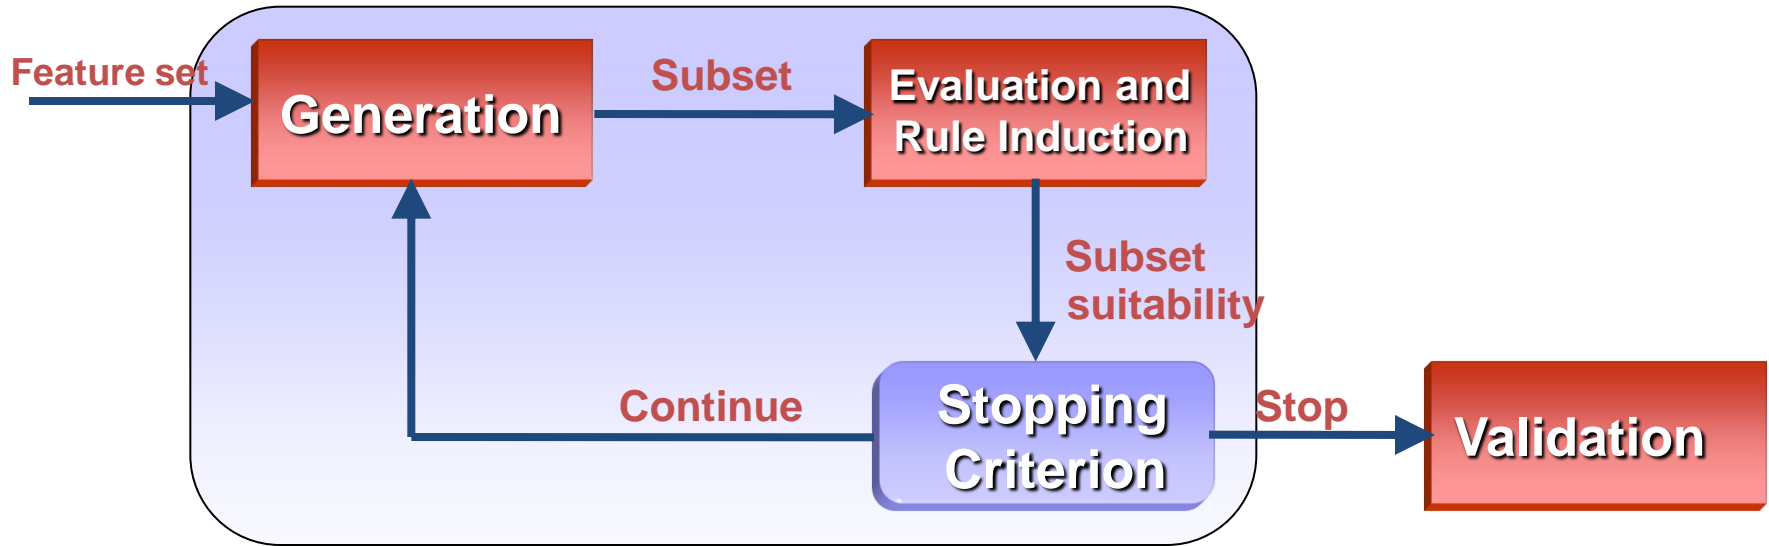 Feature set
Generation
Subset
Evaluation and
Rule Induction
Subset
suitability
Continue
Stopping
Criterion
Stop
Validation